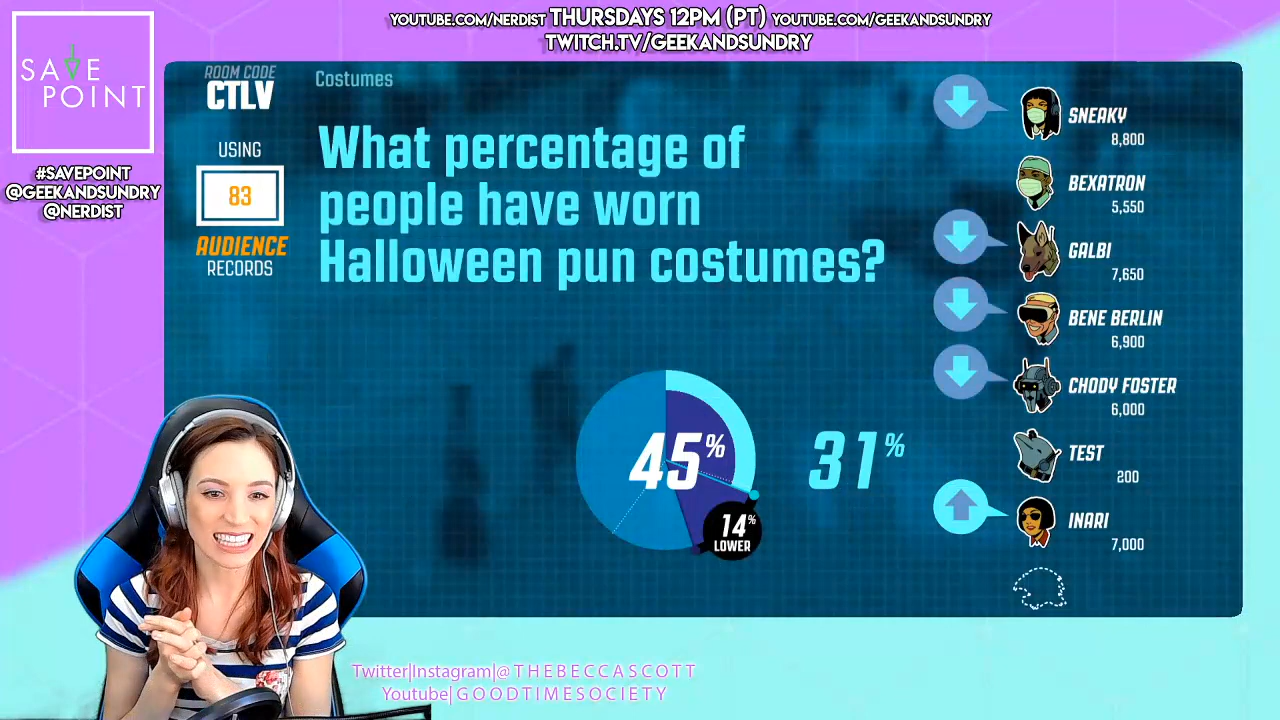 YOUTUBE.COM/NERDIST THURSDAYS 12PM (PT) YOUTUBE.COM/GEEKANDSUNDRY
TWITCH.TV/GEEKANDSUNDRY
SAVE
POINT
#SAVEPOINT
@GEEKANDSUNDRY
@NERDIST
ROOM CODE
CTLV
USING
83
AUDIENCE
RECORDS
Costumes
What percentage of
people have worn
Halloween pun costumes?
45%
31%
14%
LOWER
SNEAKY
8,800
BEXATRON
5,550
GALBI
7,650
BENE BERLIN
6,900
CHODY FOSTER
6,000
TEST
200
INARI
7,000
Twitter|Instagram|@THEBECCASCOTT
Youtube|GOODTIMESOCIETY